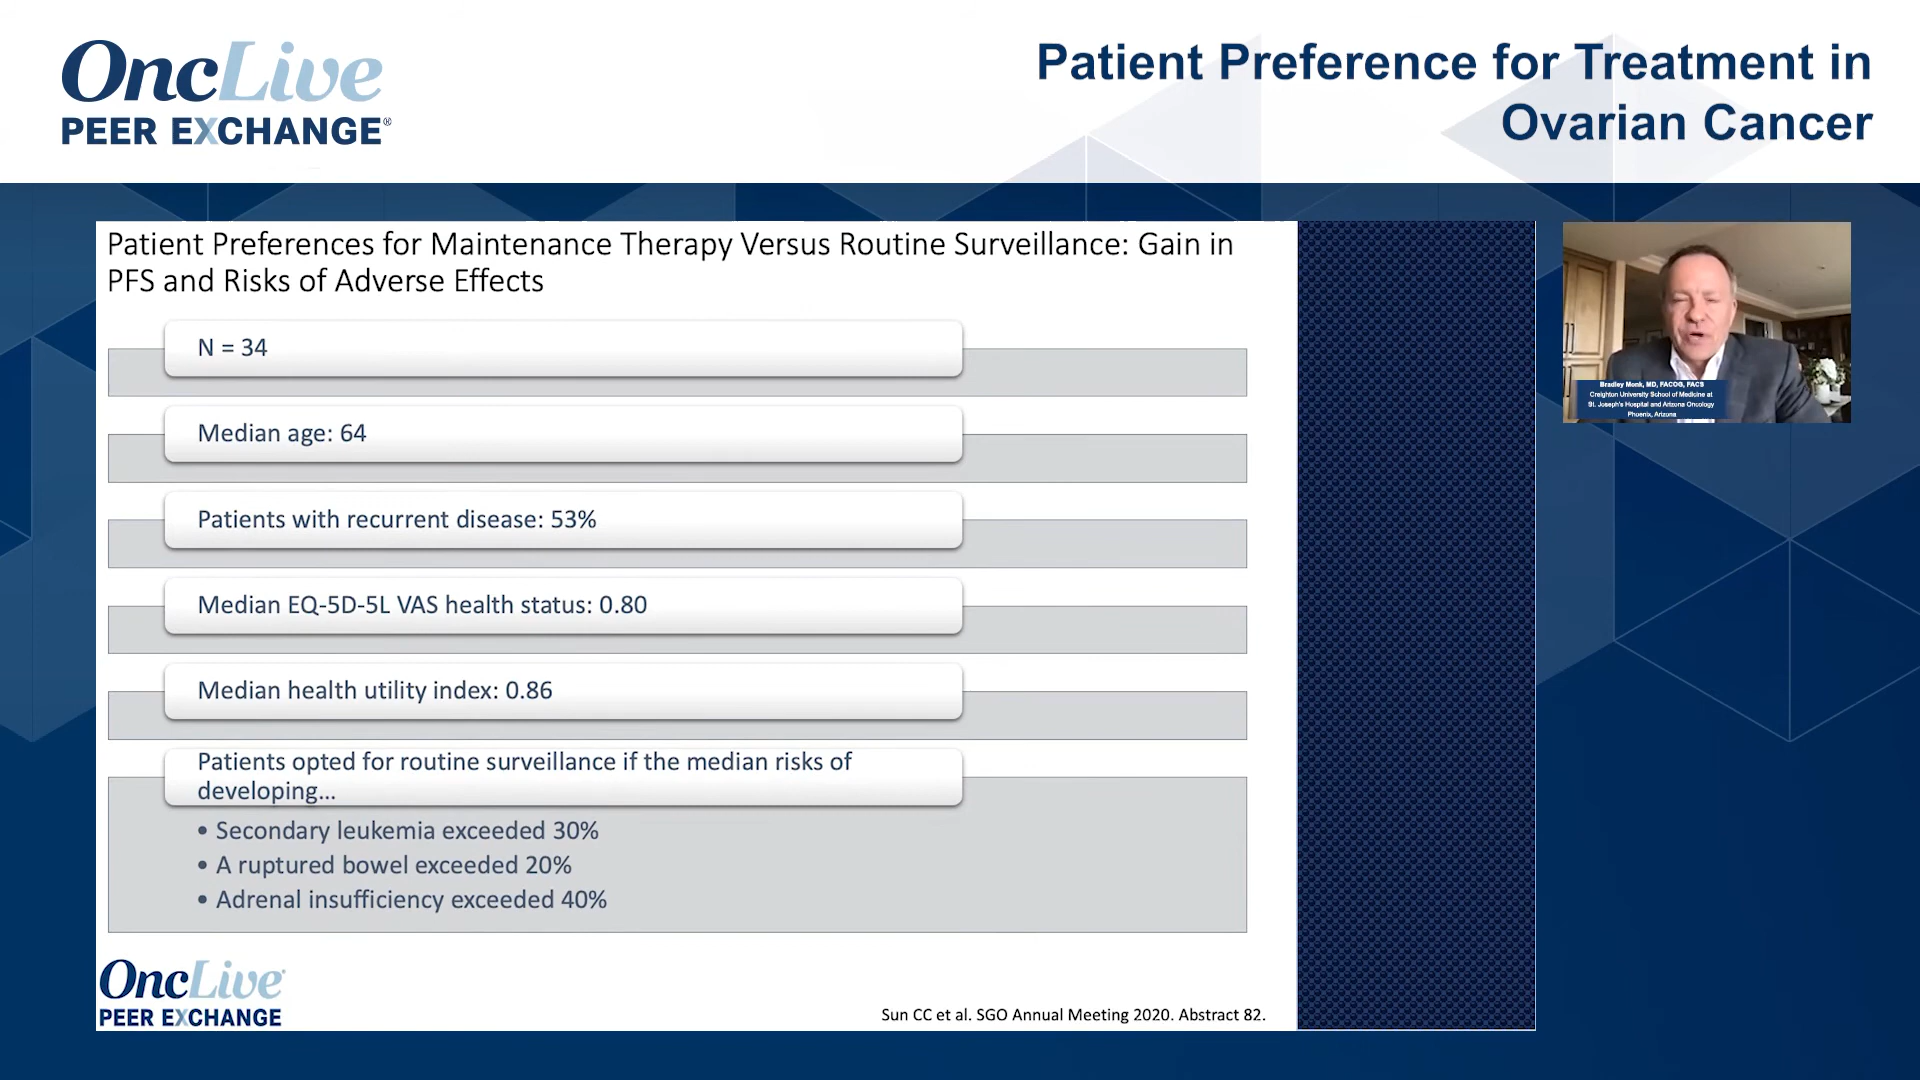 OncLive
PEER EXCHANGE®
Patient Preference for Treatment in
Ovarian Cancer
Patient Preferences for Maintenance Therapy Versus Routine Surveillance: Gain in
PFS and Risks of Adverse Effects
N = 34
Median age: 64
Patients with recurrent disease: 53%
Median EQ-5D-5L VAS health status: 0.80
Median health utility index: 0.86
Patients opted for routine surveillance if the median risks of
developing...
• Secondary leukemia exceeded 30%
• A ruptured bowel exceeded 20%
• Adrenal insufficiency exceeded 40%
OncLive®
PEER EXCHANGE
Sun CC et al. SGO Annual Meeting 2020. Abstract 82.
Bradley Monk, MD, FACOG, FACS
Creighton University School of Medicine at
St. Joseph's Hospital and Arizona Oncology
Phoenix, Arizona